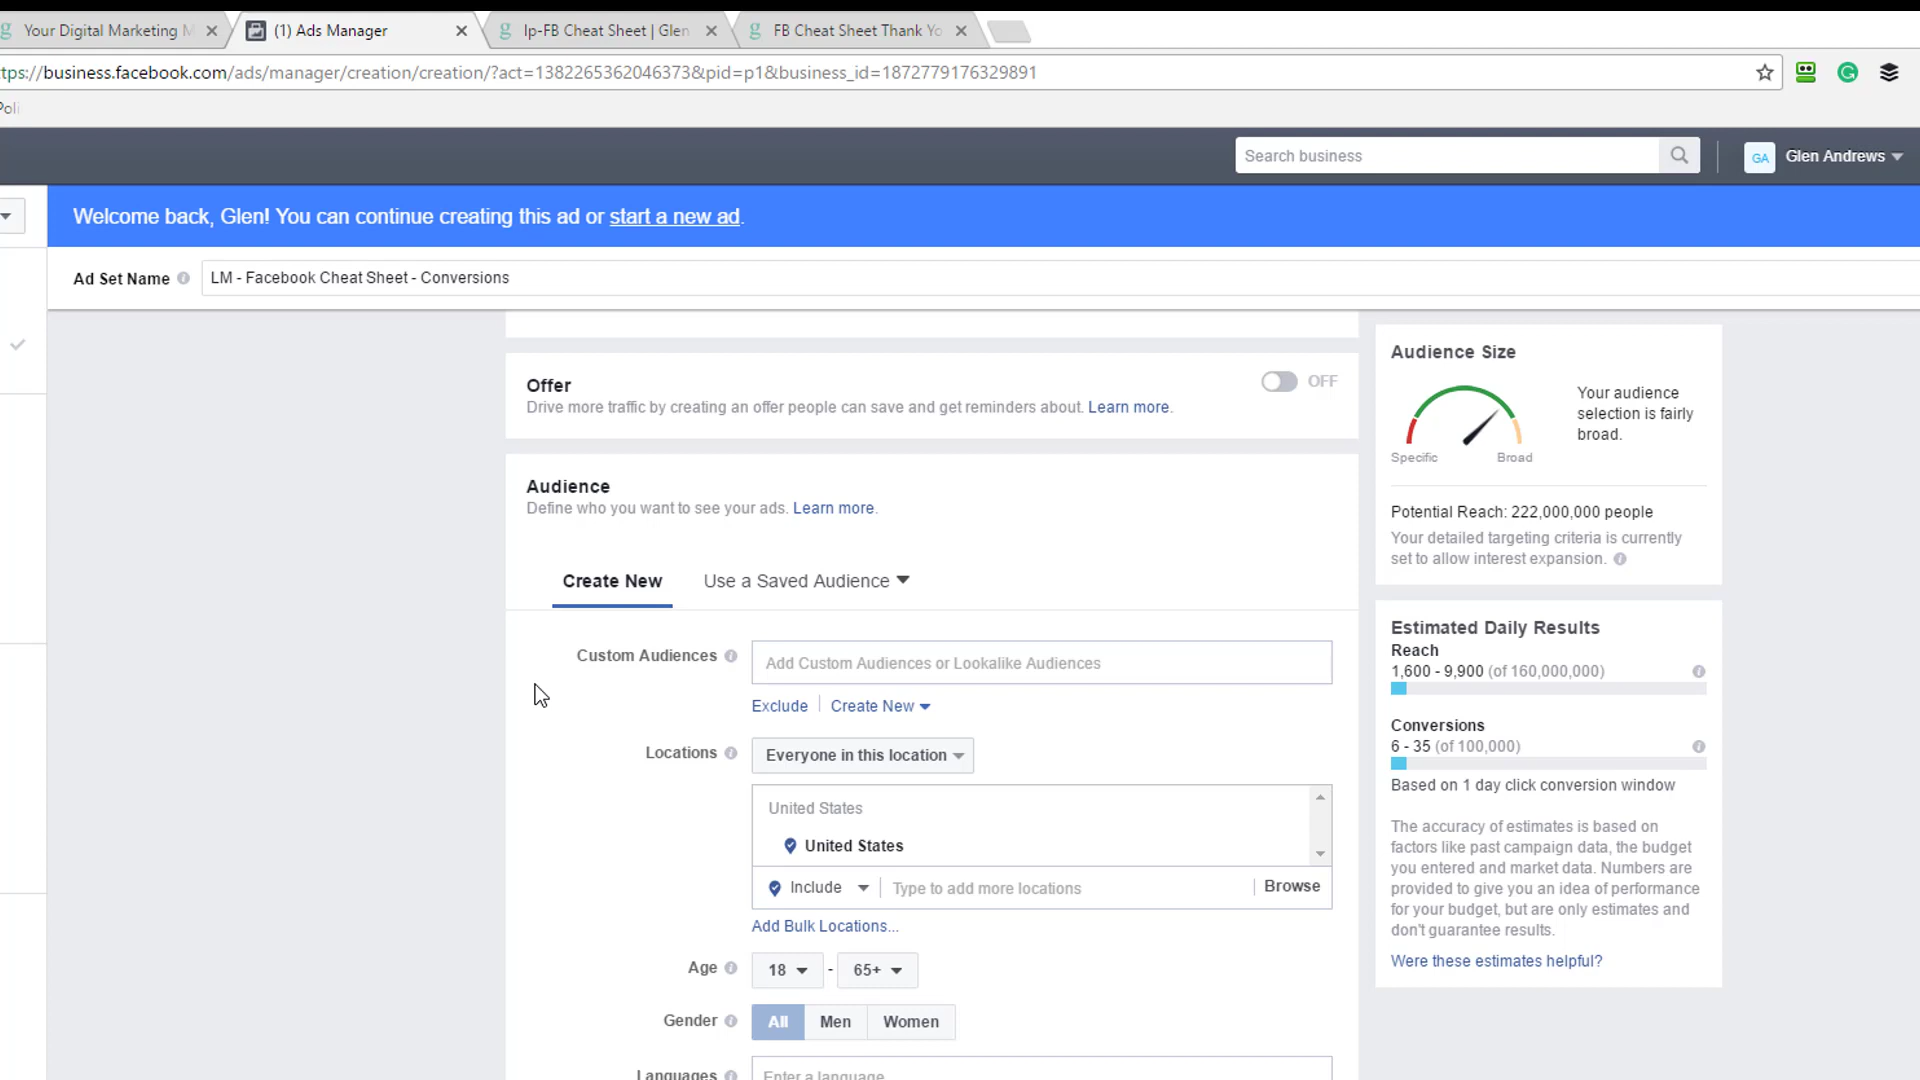 Your Digital Marketing M
(1) Ads Manager
lp-FB Cheat Sheet | Glen
FB Cheat Sheet Thank Yo
ttps://business.facebook.com/ads/manager/creation/creation/?act=1382265362046373&pid=p1&business_id=1872779176329891
Poli
Search business
GA
Glen Andrews
Welcome back, Glen! You can continue creating this ad or start a new ad.
Ad Set Name
LM - Facebook Cheat Sheet - Conversions
Offer
OFF
Drive more traffic by creating an offer people can save and get reminders about. Learn more.
Audience
Define who you want to see your ads. Learn more.
Create New
Use a Saved Audience
Custom Audiences
Add Custom Audiences or Lookalike Audiences
Exclude
Create New
Locations
Everyone in this location
United States
United States
Include
Type to add more locations
Browse
Add Bulk Locations...
Age
18 - 65+
Gender
All
Men
Women
Languages
Enter a language
Audience Size
Specific
Broad
Your audience
selection is fairly
broad.
Potential Reach: 222,000,000 people
Your detailed targeting criteria is currently
set to allow interest expansion.
Estimated Daily Results
Reach
1,600 - 9,900 (of 160,000,000)
Conversions
6 - 35 (of 100,000)
Based on 1 day click conversion window
The accuracy of estimates is based on
factors like past campaign data, the budget
you entered and market data. Numbers are
provided to give you an idea of performance
for your budget, but are only estimates and
don't guarantee results.
Were these estimates helpful?